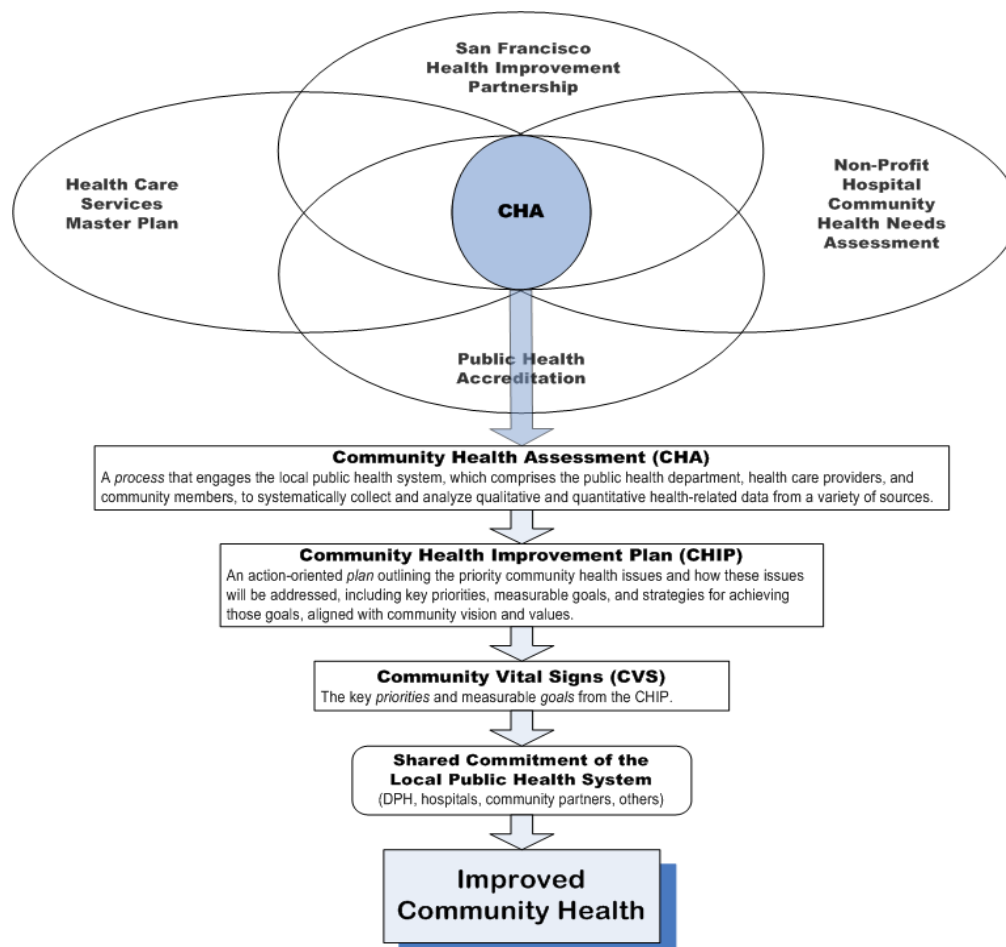 San Francisco
Health Improvement
Partnership
Health Care
Services
Master Plan
CHA
Non-Profit
Hospital
Community
Health Needs
Assessment
Public Health
Accreditation
Community Health Assessment (CHA)
A process that engages the local public health system, which comprises the public health department, health care providers, and
community members, to systematically collect and analyze qualitative and quantitative health-related data from a variety of sources.
Community Health Improvement Plan (CHIP)
An action-oriented plan outlining the priority community health issues and how these issues
will be addressed, including key priorities, measurable goals, and strategies for achieving
those goals, aligned with community vision and values.
Community Vital Signs (CVS)
The key priorities and measurable goals from the CHIP.
Shared Commitment of the
Local Public Health System
(DPH, hospitals, community partners, others)
Improved
Community Health